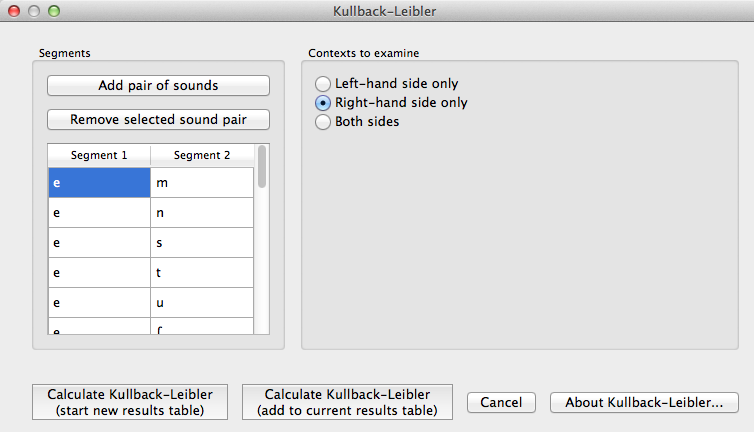 Kullback-Leibler
Segments
Add pair of sounds
Remove selected sound pair
Segment 1 Segment 2
e m
e n
e s
e t
e u
e
Contexts to examine
Left-hand side only
Right-hand side only
Both sides
Calculate Kullback-Leibler
(start new results table)
Calculate Kullback-Leibler
(add to current results table)
Cancel
About Kullback-Leibler...